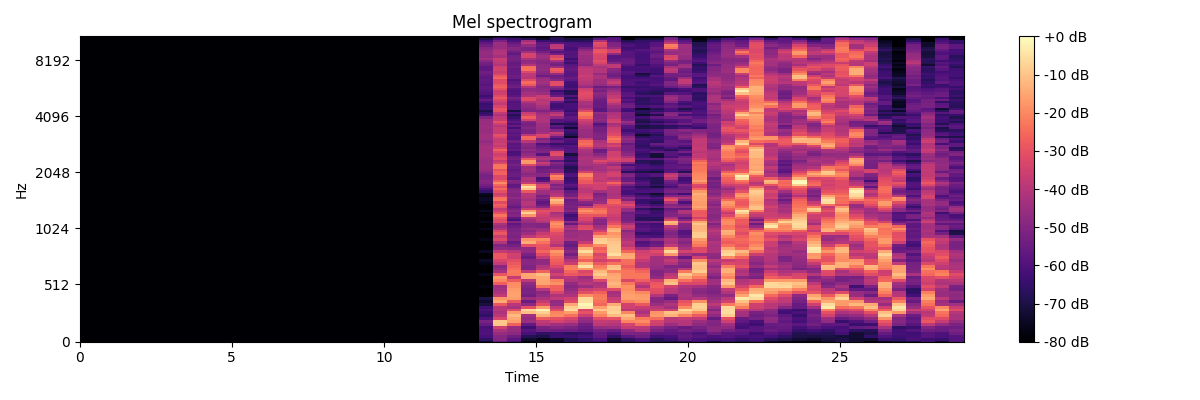 Mel spectrogram
8192
4096
2048
1024
512
0
Hz
0 5 10 15 20 25
Time
+0 dB
-10 dB
-20 dB
-30 dB
-40 dB
-50 dB
-60 dB
-70 dB
-80 dB